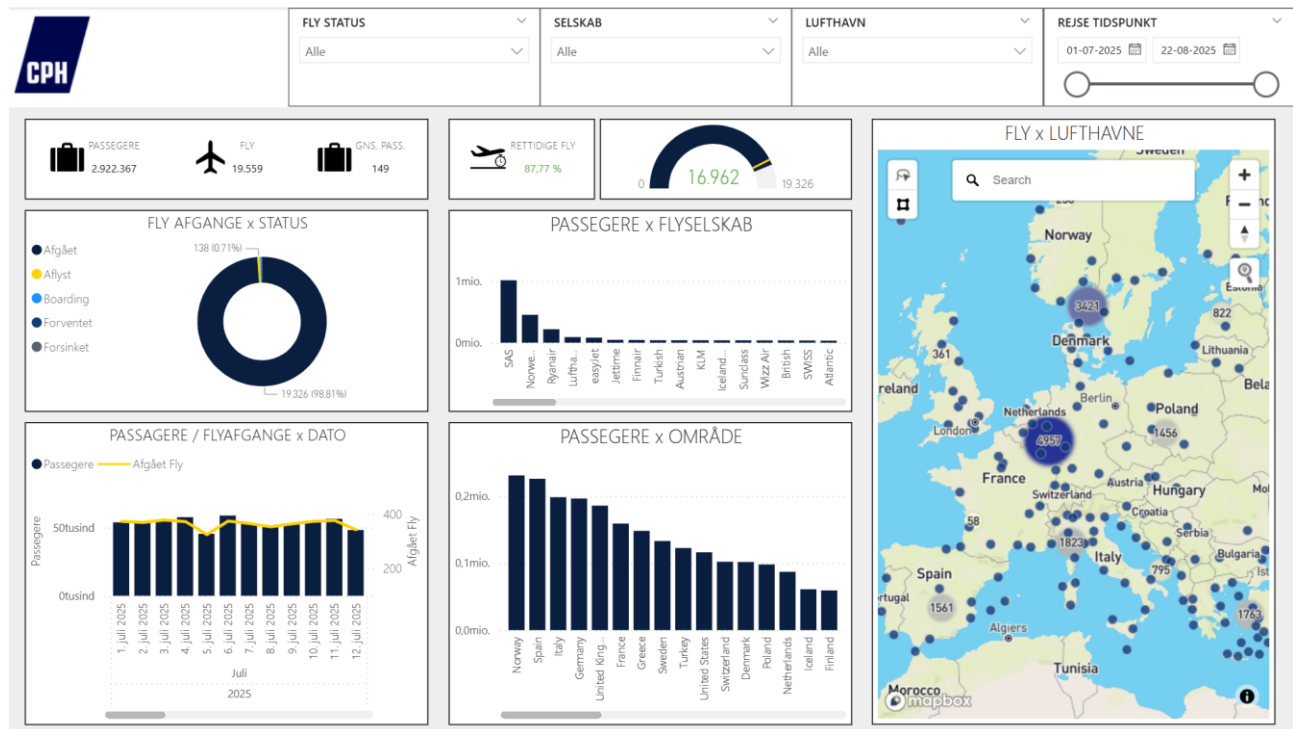 CPH
FLY STATUS
Alle
SELSKAB
Alle
LUFTHAVN
Alle
REJSE TIDSPUNKT
01-07-2025
22-08-2025
PASSEGERE
2.922.367
FLY
19.559
GNS. PASS.
149
RETTIDIGE FLY
87,77 %
0
16.962
19.326
FLY AFGANGE x STATUS
Afgået
Aflyst
Boarding
Forventet
Forsinket
138 (0.71%)
19.326 (98.81%)
PASSEGERE x FLYSELSKAB
1mio.
0mio.
SAS
Norwe...
Ryanair
Luftha...
easyJet
Jettime
Finnair
Turkish
Austrian
KLM
Iceland...
Sunclass
Wizz Air
British
SWISS
Atlantic
PASSAGERE / FLYAFGANGE x DATO
Passegere
Afgået Fly
Passegere
50tusind
0tusind
400
200
Afgået Fly
1. juli 2025
2. juli 2025
3. juli 2025
4. juli 2025
5. juli 2025
6. juli 2025
7. juli 2025
8. juli 2025
9. juli 2025
10. juli 2025
11. juli 2025
12. juli 2025
Juli
2025
PASSEGERE x OMRÅDE
0,2mio.
0,1mio.
0,0mio.
Norway
Spain
Italy
Germany
United King...
France
Greece
Sweden
Turkey
United States
Switzerland
Denmark
Poland
Netherlands
Iceland
Finland
FLY x LUFTHAVNE
Search
Sweden
Norway
3421
Estonia
822
Denmark
Lithuania
361
Bela
reland
Berlin
Netherlands
Poland
London
1456
4957
France
Austria
Hungary
Mol
Switzerland
Croatia
58
Serbia
1823
Italy
Bulgaria
795
Ist
Spain
rtugal
1561
1763
Algiers
Tunisia
Morocco
mapbox